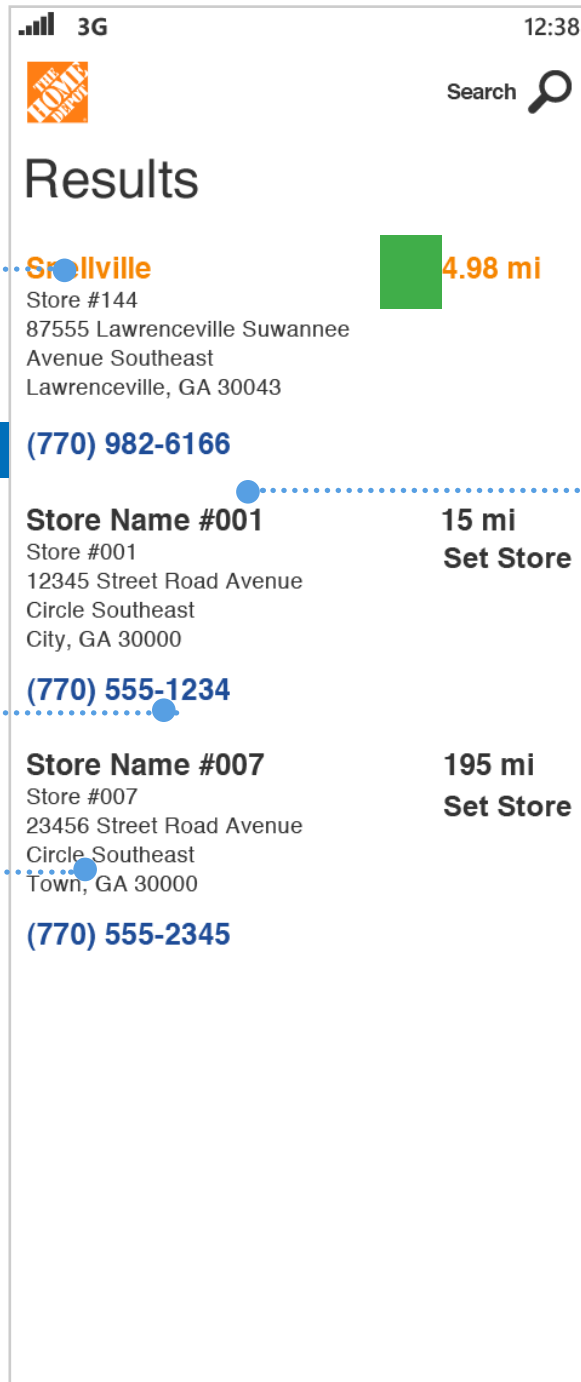 3G 12:38
THE HOME DEPOT
Search
Results
Snellville 4.98 mi
Store #144
87555 Lawrenceville Suwannee
Avenue Southeast
Lawrenceville, GA 30043
(770) 982-6166
Store Name #001 15 mi
Store #001 Set Store
12345 Street Road Avenue
Circle Southeast
City, GA 30000
(770) 555-1234
Store Name #007 195 mi
Store #007 Set Store
23456 Street Road Avenue
Circle Southeast
Town, GA 30000
(770) 555-2345